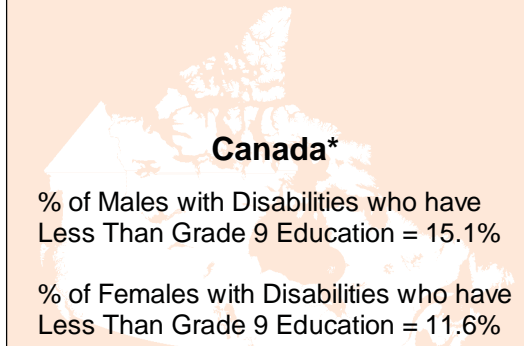 Canada*
% of Males with Disabilities who have
Less Than Grade 9 Education = 15.1%
% of Females with Disabilities who have
Less Than Grade 9 Education = 11.6%